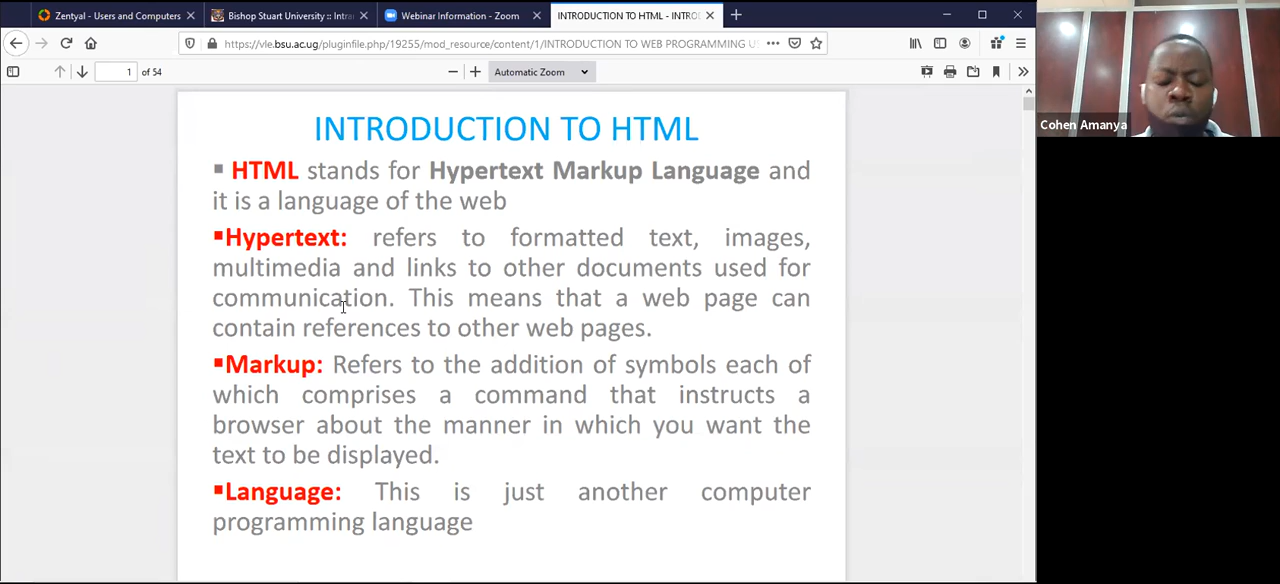 Zentyal - Users and Computers
Bishop Stuart University :: Intra
Webinar Information - Zoom
INTRODUCTION TO HTML - INTRO
https://vle.bsu.ac.ug/pluginfile.php/19255/mod_resource/content/1/INTRODUCTION TO WEB PROGRAMMING U
1 of 54
Automatic Zoom
Cohen Amanya
INTRODUCTION TO HTML
▪ HTML stands for Hypertext Markup Language and
it is a language of the web
▪Hypertext: refers to formatted text, images,
multimedia and links to other documents used for
communication. This means that a web page can
contain references to other web pages.
▪Markup: Refers to the addition of symbols each of
which comprises a command that instructs a
browser about the manner in which you want the
text to be displayed.
▪Language: This is just another computer
programming language